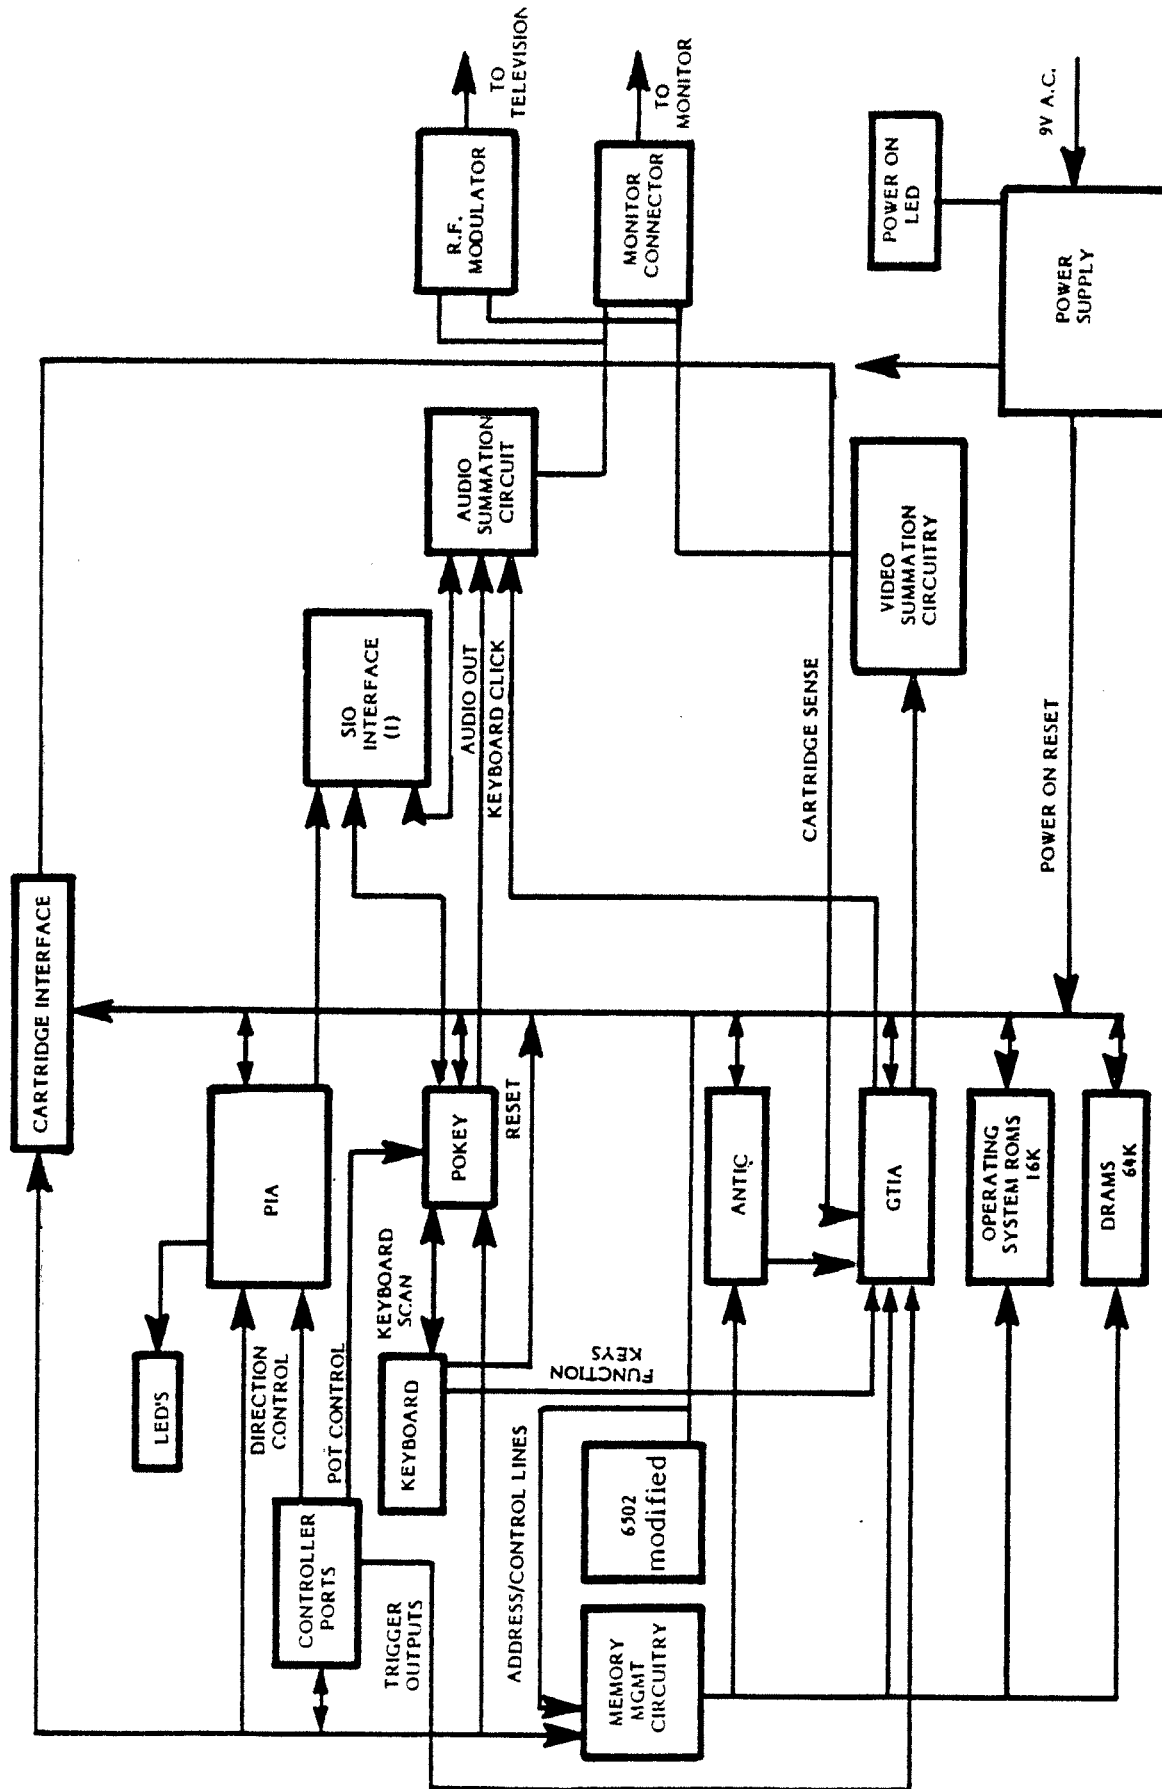 CARTRIDGE INTERFACE
LED'S
PIA
DIRECTION
CONTROL
POT CONTROL
CONTROLLER
PORTS
TRIGGER
OUTPUTS
KEYBOARD
KEYBOARD
SCAN
POKEY
RESET
SIO
INTERFACE
(1)
AUDIO OUT
KEYBOARD CLICK
AUDIO
SUMMATION
CIRCUIT
R.F.
MODULATOR
TO
TELEVISION
MONITOR
CONNECTOR
TO
MONITOR
ADDRESS/CONTROL LINES
FUNCTION
KEYS
6502
modified
MEMORY
MGMT
CIRCUITRY
ANTIC
GTIA
CARTRIDGE SENSE
VIDEO
SUMMATION
CIRCUITRY
OPERATING
SYSTEM ROMS
16K
DRAMS
64K
POWER ON RESET
POWER ON
LED
POWER
SUPPLY
9V A.C.